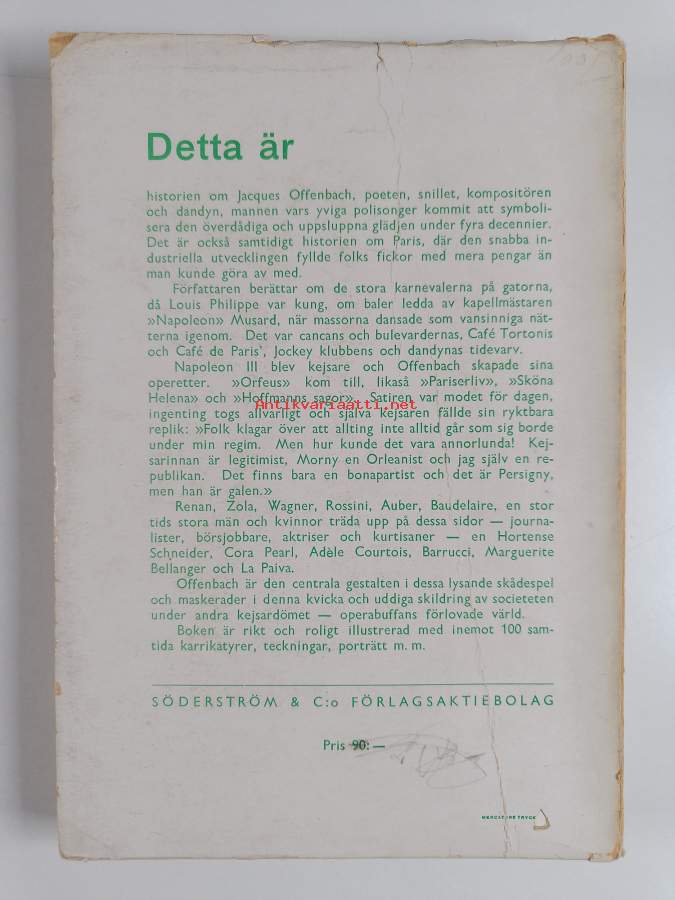 Detta är
historien om Jacques Offenbach, poeten, snillet, kompositören
och dandyn, mannen vars yviga polisonger kommit att symboli-
sera den överdådiga och uppsluppna glädjen under fyra decennier.
Det är också samtidigt historien om Paris, där den snabba in-
dustriella utvecklingen fyllde folks fickor med mera pengar än
man kunde göra av med.
Författaren berättar om de stora karnevalerna på gatorna,
då Louis Philippe var kung, om baler ledda av kapellmästaren
»Napoleon» Musard, när massorna dansade som vansinniga nät-
terna igenom. Det var cancans och bulevardernas, Café Tortonis
och Café de Paris', Jockey klubbens och dandynas tidevarv.
Napoleon III blev kejsare och Offenbach skapade sina
operetter. »Orfeus» kom till, likaså »Pariserliv», »Sköna
Helena» och »Hoffmanns sagor». Satiren var modet för dagen,
Antikvariaatti.net
ingenting togs allvarligt och själva kejsaren fällde sin ryktbara
replik: »Folk klagar över att allting inte alltid går som sig borde
under min regim. Men hur kunde det vara annorlunda! Kej-
sarinnan är legitimist, Morny en Orleanist och jag själv en re-
publikan. Det finns bara en bonapartist och det är Persigny,
men han är galen.»
Renan, Zola, Wagner, Rossini, Auber, Baudelaire, en stor
tids stora män och kvinnor träda upp på dessa sidor — journa-
lister, börsjobbare, aktriser och kurtisaner — en Hortense
Schneider, Cora Pearl, Adèle Courtois, Barrucci, Marguerite
Bellanger och La Paiva.
Offenbach är den centrala gestalten i dessa lysande skådespel
och maskerader i denna kvicka och uddiga skildring av societeten
under andra kejsardömet — operabuffans förlovade värld.
Boken är rikt och roligt illustrerad med inemot 100 sam-
tida karrikatyrer, teckningar, porträtt m. m.
SÖDERSTRÖM & C:o FÖRLAGSAKTIEBOLAG
Pris 90: —